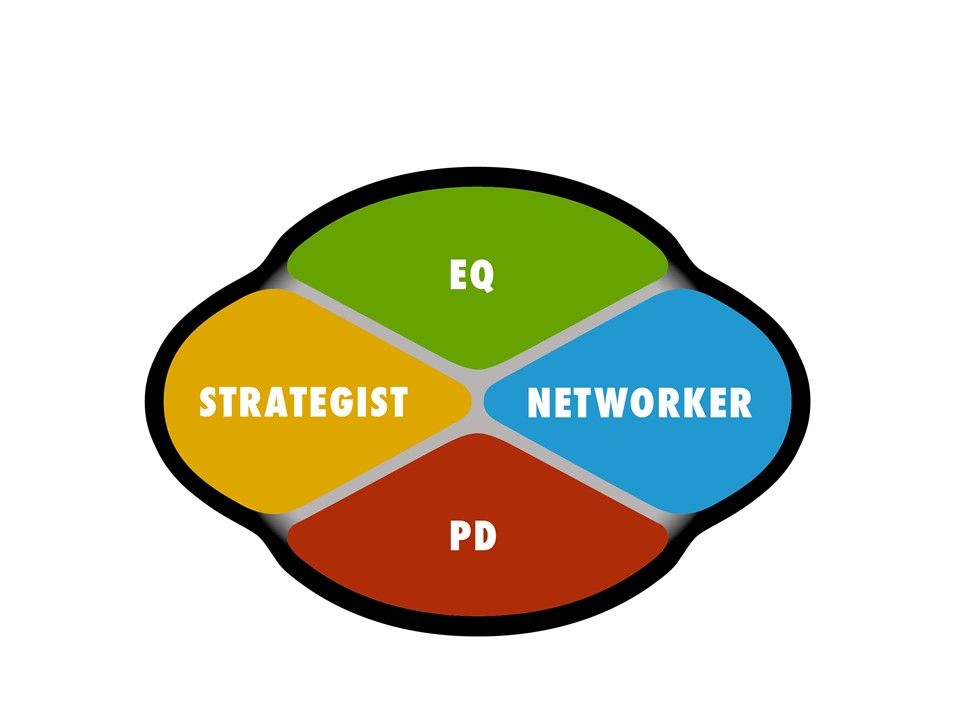 EQ
STRATEGIST
NETWORKER
PD